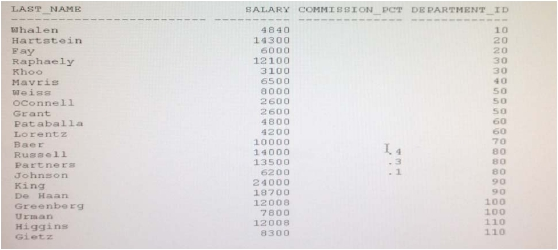 LAST_NAME SALARY COMMISSION_PCT DEPARTMENT_ID
Whalen 4840 10
Hartstein 14300 20
Fay 6000 20
Raphaely 12100 30
Khoo 3100 30
Mavris 6500 40
Weiss 8000 50
OConnell 2600 50
Grant 2600 50
Pataballa 4800 60
Lorentz 4200 60
Baer 10000 70
Russell 14000 .4 80
Partners 13500 .3 80
Johnson 6200 .1 80
King 24000 90
De Haan 18700 90
Greenberg 12008 100
Urman 7800 100
Higgins 12008 110
Gietz 8300 110